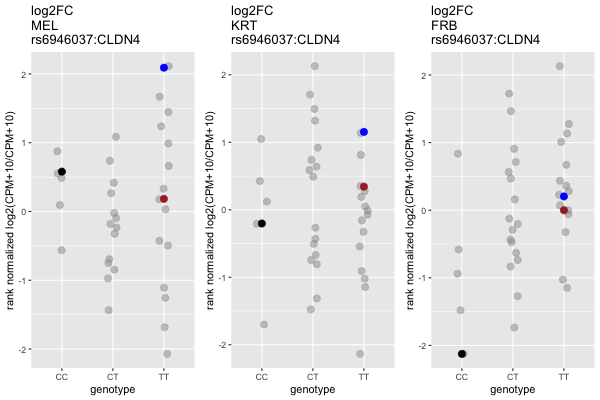 log2FC
MEL
rs6946037:CLDN4
rank normalized log2(CPM+10/CPM+10)
2
1
0
-1
-2
CC CT TT
genotype
log2FC
KRT
rs6946037:CLDN4
rank normalized log2(CPM+10/CPM+10)
2
1
0
-1
-2
CC CT TT
genotype
log2FC
FRB
rs6946037:CLDN4
rank normalized log2(CPM+10/CPM+10)
2
1
0
-1
-2
CC CT TT
genotype